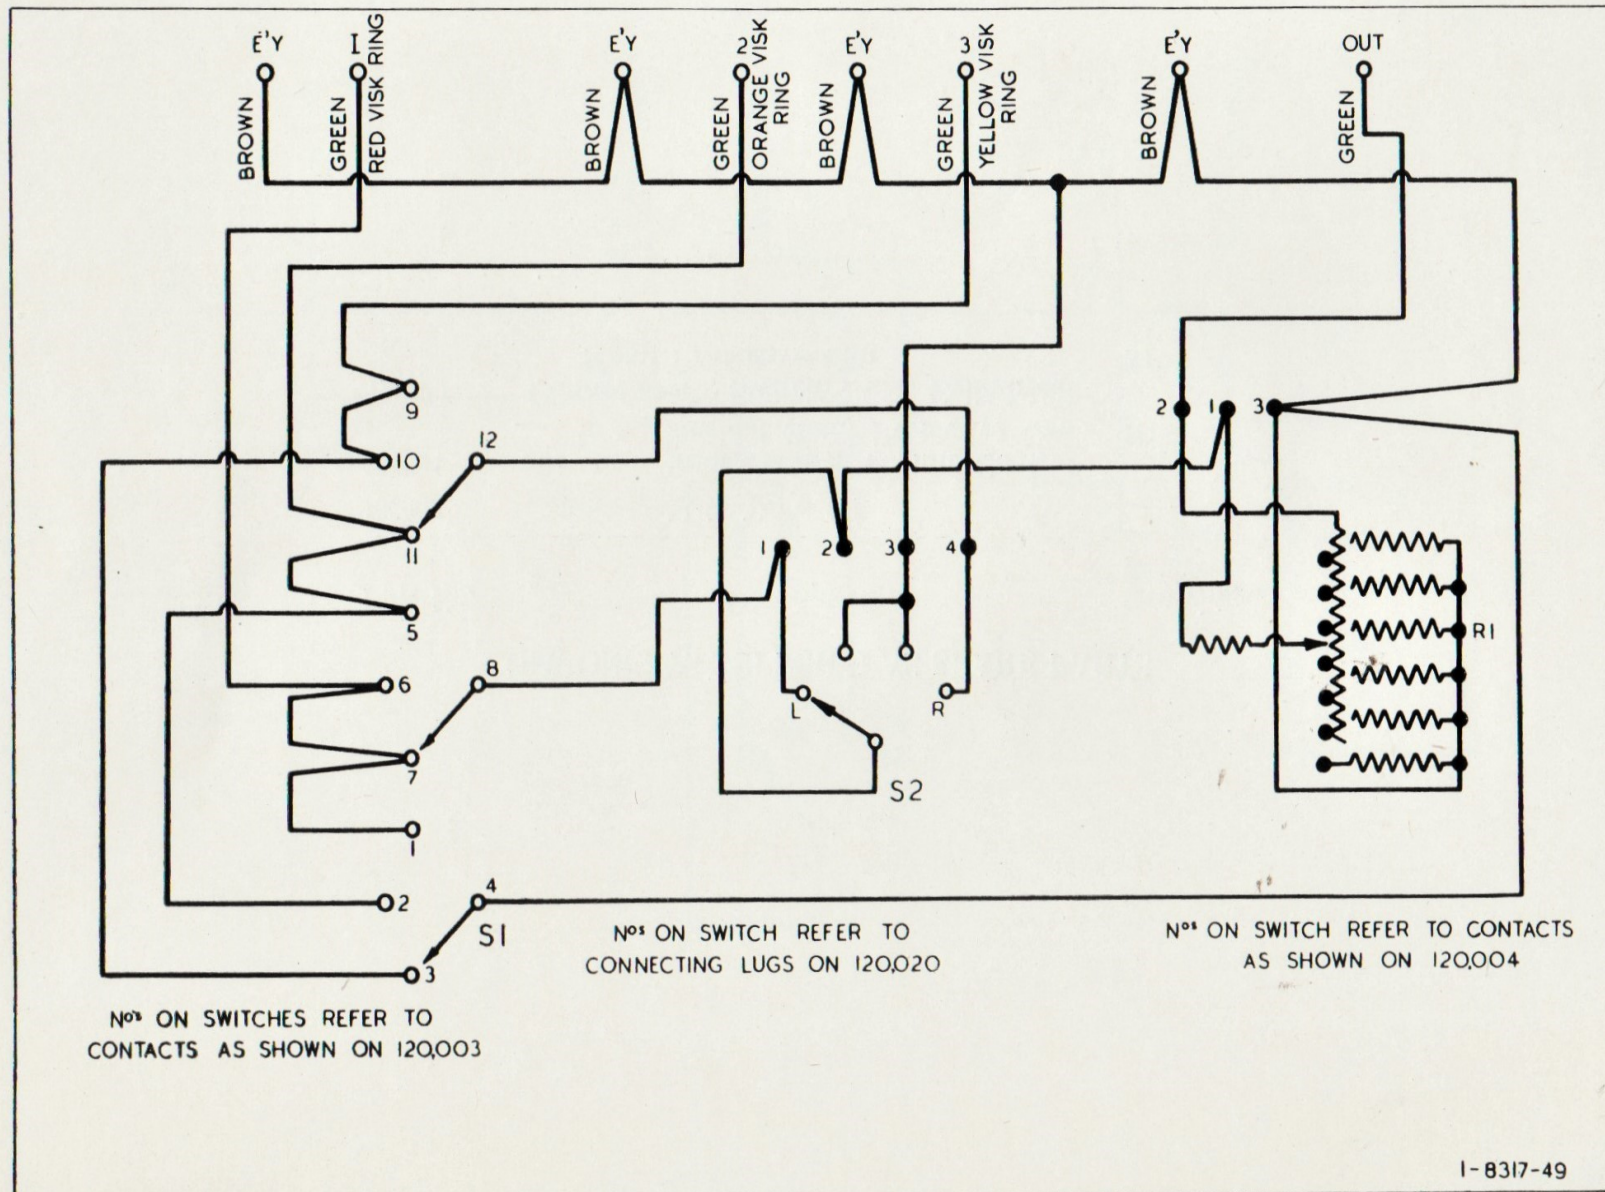 E'Y
1
E'Y
2
E'Y
3
E'Y
OUT
BROWN
GREEN
RED VISK RING
BROWN
GREEN
ORANGE VISK
RING
BROWN
GREEN
YELLOW VISK
RING
BROWN
GREEN
9
10
12
11
5
6
8
7
1
2
4
3
S1
1
2
3
4
L
R
S2
2
1
3
R1
Nos ON SWITCHES REFER TO
CONTACTS AS SHOWN ON 120,003
Nos ON SWITCH REFER TO
CONNECTING LUGS ON 120,020
Nos ON SWITCH REFER TO CONTACTS
AS SHOWN ON 120,004
1-8317-49